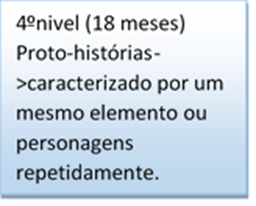 4ºnivel (18 meses)
Proto-histórias-
>caracterizado por um
mesmo elemento ou
personagens
repetidamente.